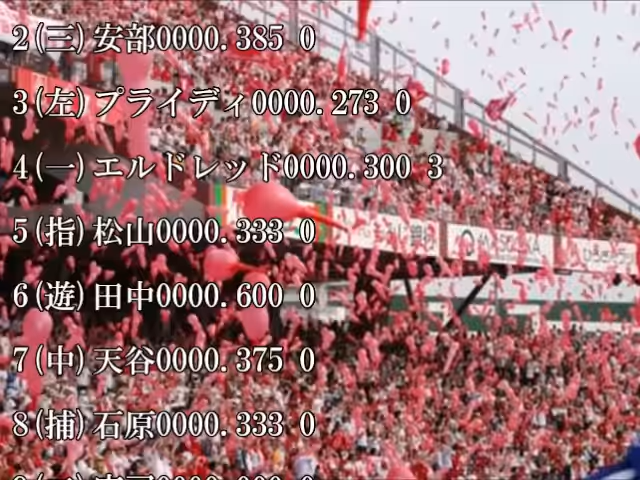 2(三)安部0000.385 0
3(左)プライディ0000.273 0
4(一)エルドレッド0000.300 3
5(指)松山0000.333 0
6(遊)田中0000.600 0
7(中)天谷0000.375 0
8(捕)石原0000.333 0